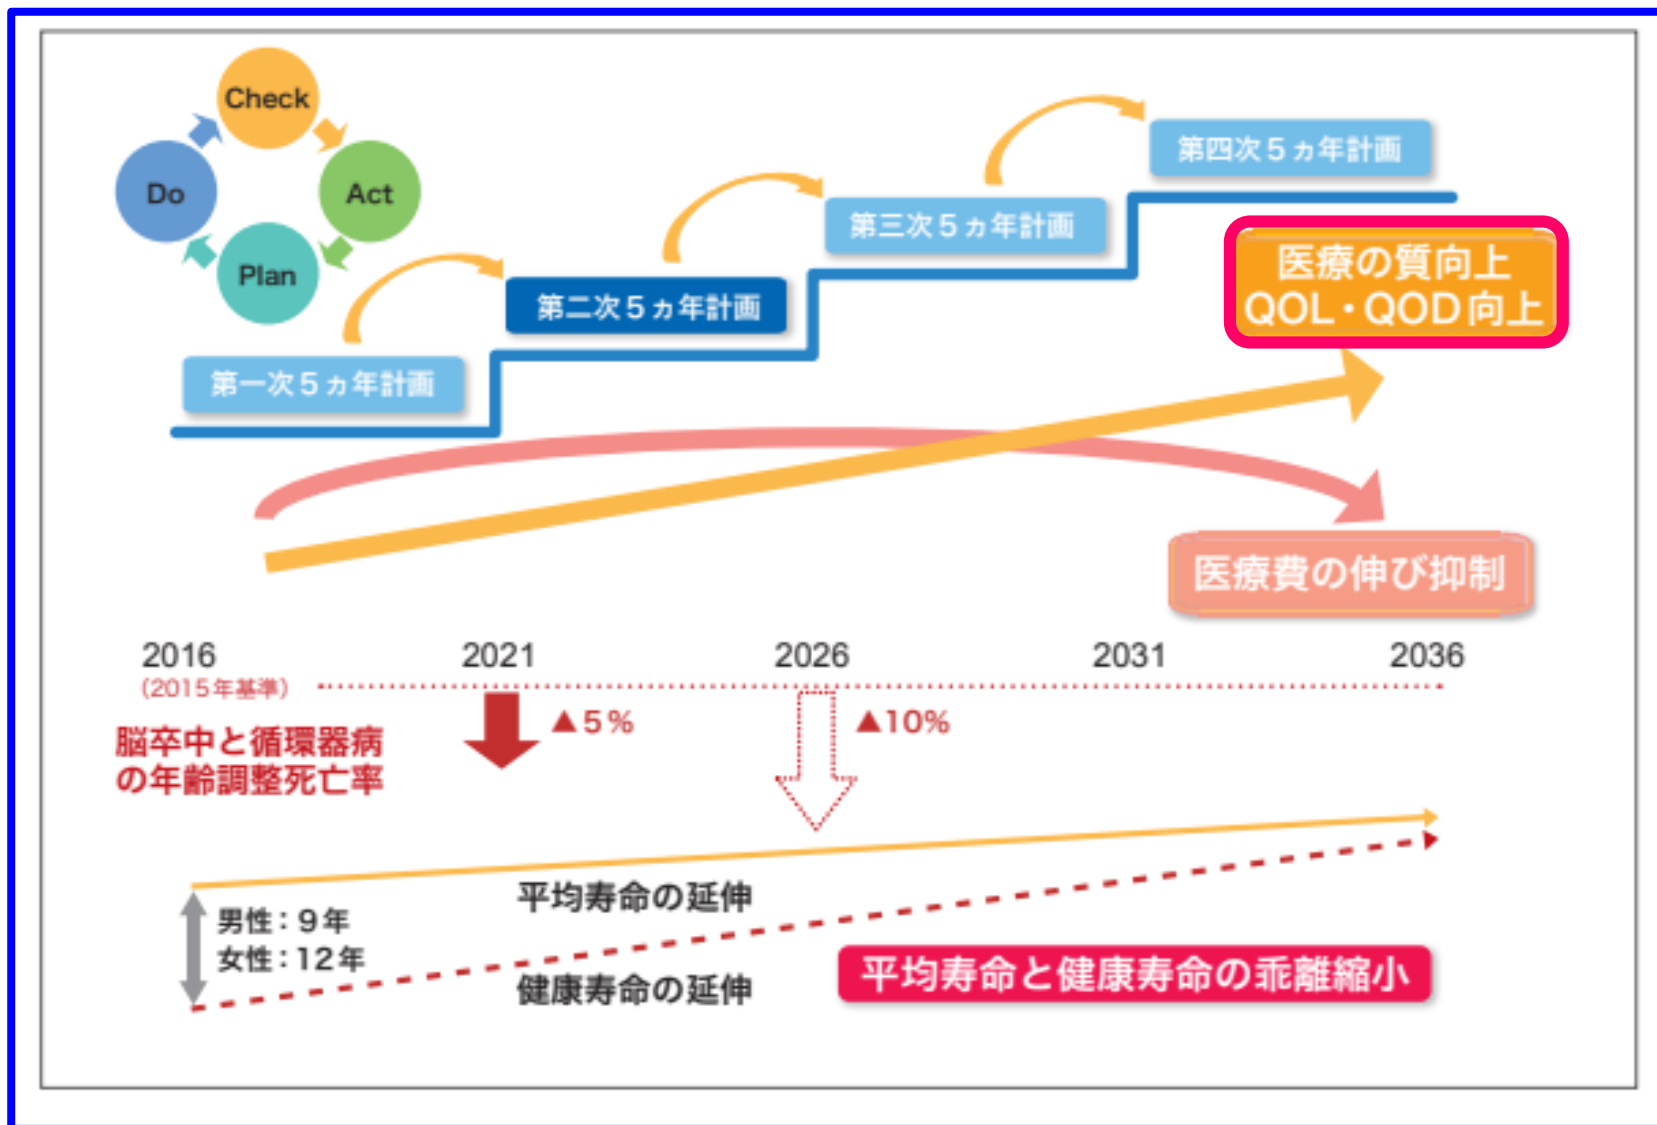 Check
Do
Act
Plan
第四次5ヵ年計画
第三次5ヵ年計画
第二次5ヵ年計画
第一次5ヵ年計画
医療の質向上
QOL・QOD向上
医療費の伸び抑制
2016
2021
2026
2031
2036
(2015年基準)
▲5%
▲10%
脳卒中と循環器病
の年齢調整死亡率
男性：9年
女性：12年
平均寿命の延伸
健康寿命の延伸
平均寿命と健康寿命の乖離縮小